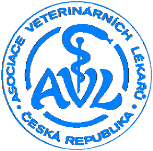 ASOCIACE VETERINÁRNÍCH LÉKAŘŮ
AVL
ČESKÁ REPUBLIKA